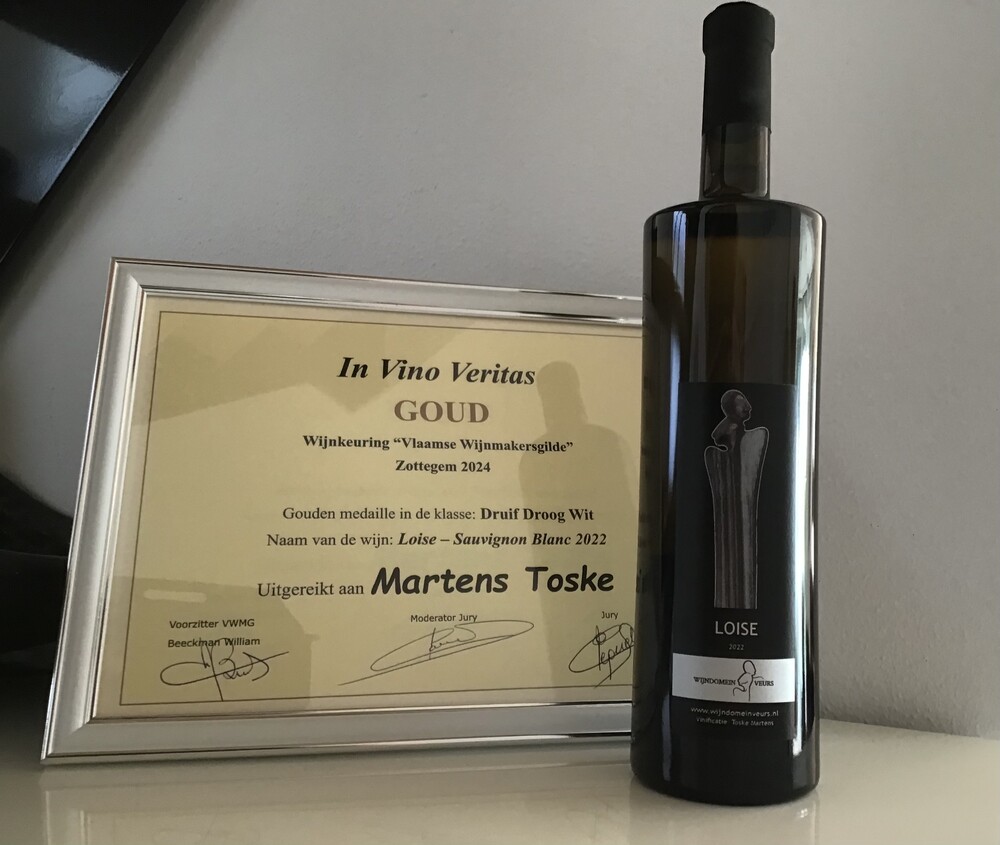 In Vino Veritas
GOUD
Wijnkeuring “Vlaamse Wijnmakersgilde”
Zottegem 2024
Gouden medaille in de klasse: Druif Droog Wit
Naam van de wijn: Loise – Sauvignon Blanc 2022
Uitgereikt aan Martens Toske
Voorzitter VWMG
Beeckman William
Moderator Jury
Jury
LOISE
2022
WIJNDOMEIN VEURS
www.wijndomeinveurs.nl
Vinificatie Toske Martens